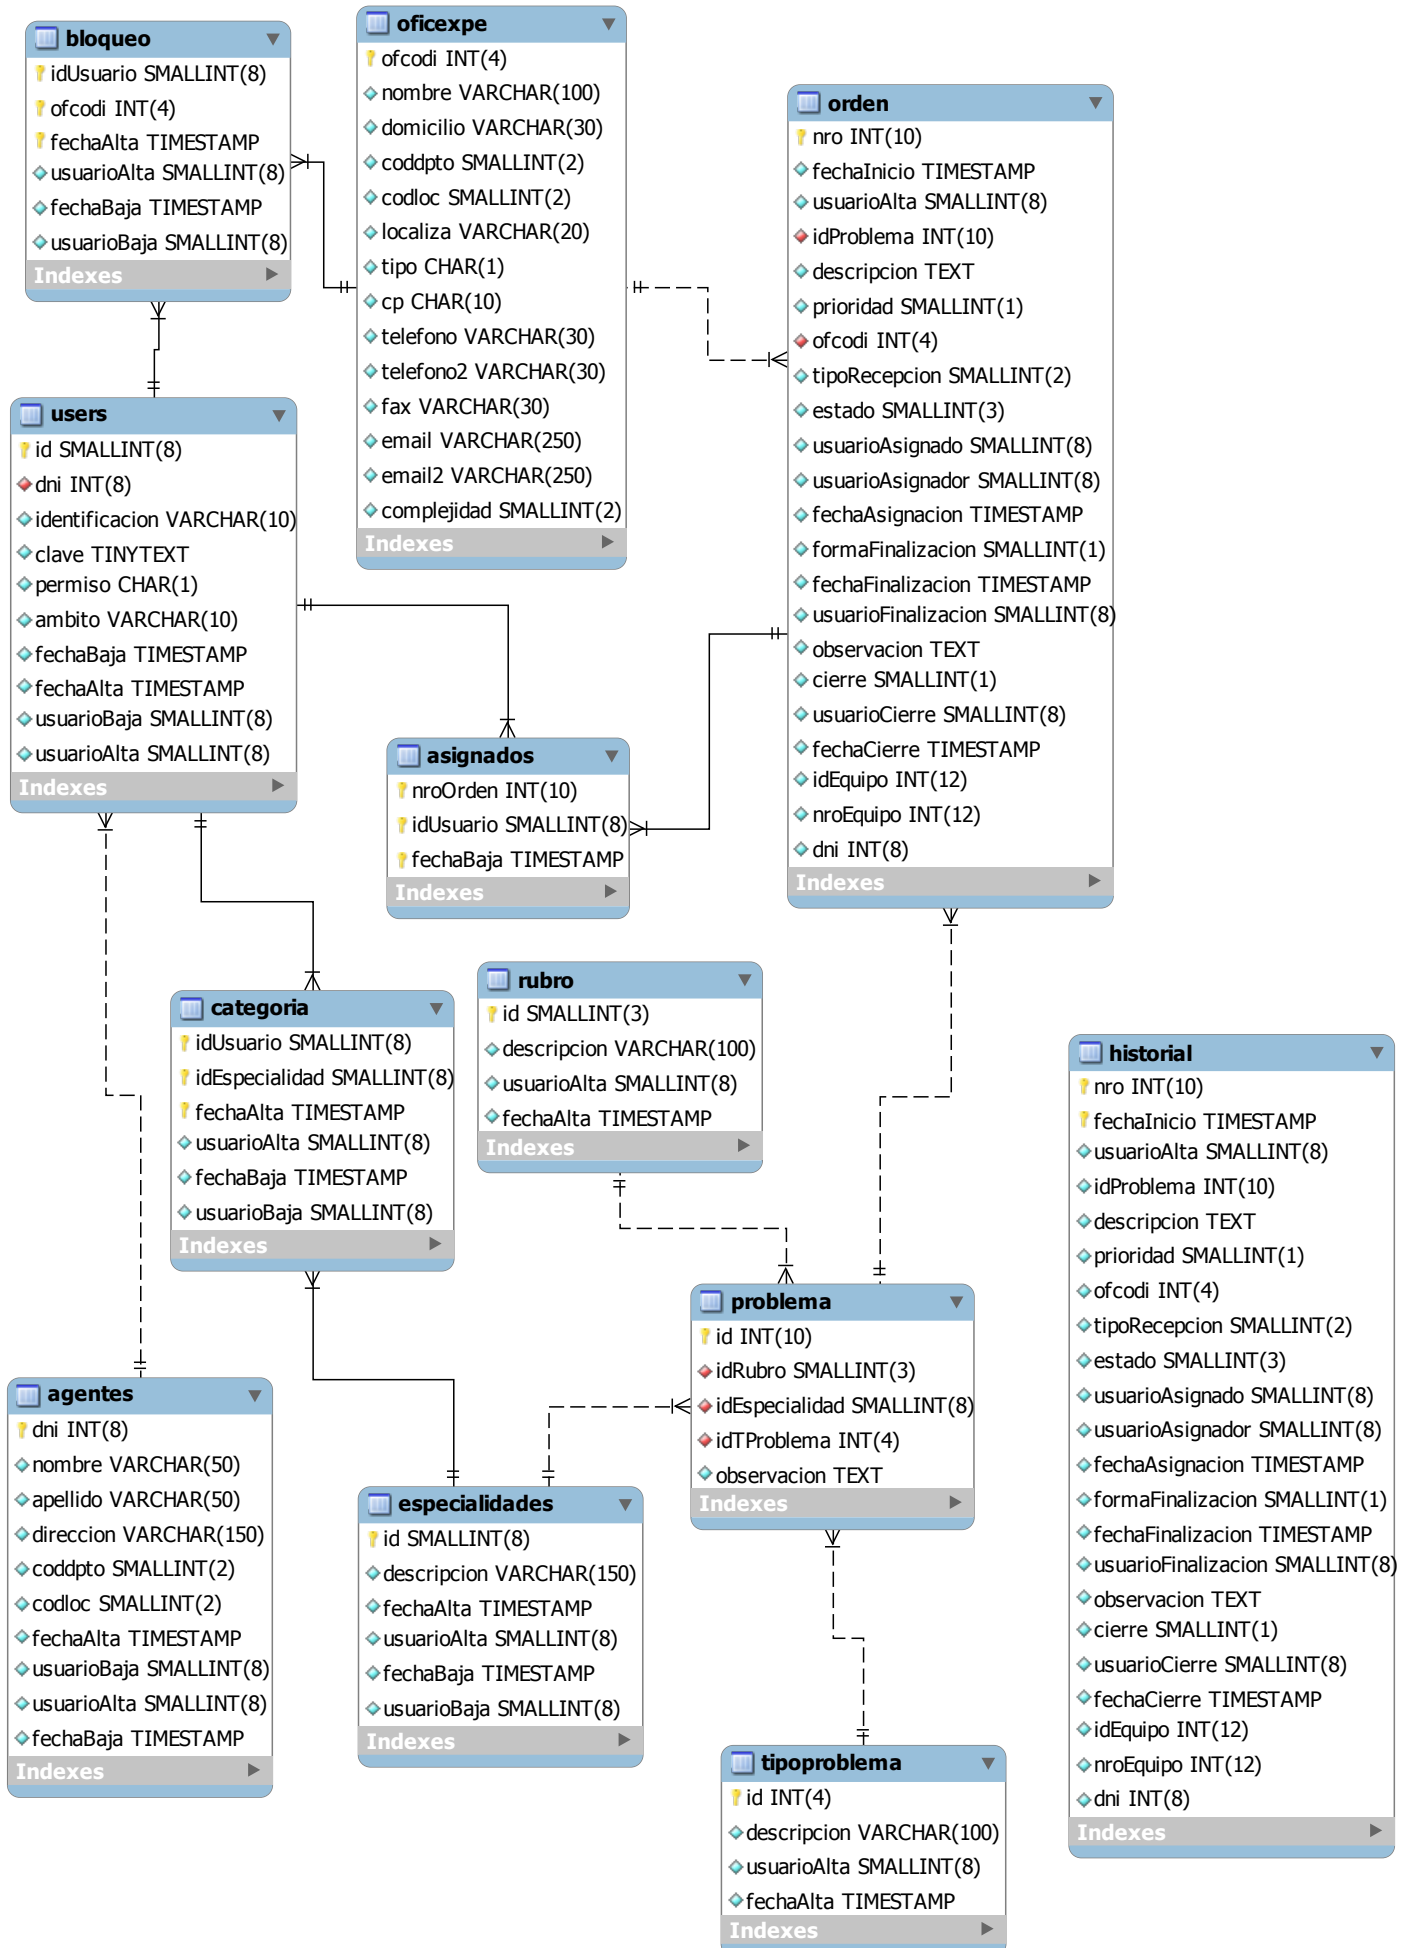 bloqueo
idUsuario SMALLINT(8)
ofcodi INT(4)
fechaAlta TIMESTAMP
usuarioAlta SMALLINT(8)
fechaBaja TIMESTAMP
usuarioBaja SMALLINT(8)
Indexes
oficexpe
ofcodi INT(4)
nombre VARCHAR(100)
domicilio VARCHAR(30)
coddpto SMALLINT(2)
codloc SMALLINT(2)
localiza VARCHAR(20)
tipo CHAR(1)
cp CHAR(10)
telefono VARCHAR(30)
telefono2 VARCHAR(30)
fax VARCHAR(30)
email VARCHAR(250)
email2 VARCHAR(250)
complejidad SMALLINT(2)
Indexes
orden
nro INT(10)
fechaInicio TIMESTAMP
usuarioAlta SMALLINT(8)
idProblema INT(10)
descripcion TEXT
prioridad SMALLINT(1)
ofcodi INT(4)
tipoRecepcion SMALLINT(2)
estado SMALLINT(3)
usuarioAsignado SMALLINT(8)
usuarioAsignador SMALLINT(8)
fechaAsignacion TIMESTAMP
formaFinalizacion SMALLINT(1)
fechaFinalizacion TIMESTAMP
usuarioFinalizacion SMALLINT(8)
observacion TEXT
cierre SMALLINT(1)
usuarioCierre SMALLINT(8)
fechaCierre TIMESTAMP
idEquipo INT(12)
nroEquipo INT(12)
dni INT(8)
Indexes
users
id SMALLINT(8)
dni INT(8)
identificacion VARCHAR(10)
clave TINYTEXT
permiso CHAR(1)
ambito VARCHAR(10)
fechaBaja TIMESTAMP
fechaAlta TIMESTAMP
usuarioBaja SMALLINT(8)
usuarioAlta SMALLINT(8)
Indexes
asignados
nroOrden INT(10)
idUsuario SMALLINT(8)
fechaBaja TIMESTAMP
Indexes
categoria
idUsuario SMALLINT(8)
idEspecialidad SMALLINT(8)
fechaAlta TIMESTAMP
usuarioAlta SMALLINT(8)
fechaBaja TIMESTAMP
usuarioBaja SMALLINT(8)
Indexes
rubro
id SMALLINT(3)
descripcion VARCHAR(100)
usuarioAlta SMALLINT(8)
fechaAlta TIMESTAMP
Indexes
historial
nro INT(10)
fechaInicio TIMESTAMP
usuarioAlta SMALLINT(8)
idProblema INT(10)
descripcion TEXT
prioridad SMALLINT(1)
ofcodi INT(4)
tipoRecepcion SMALLINT(2)
estado SMALLINT(3)
usuarioAsignado SMALLINT(8)
usuarioAsignador SMALLINT(8)
fechaAsignacion TIMESTAMP
formaFinalizacion SMALLINT(1)
fechaFinalizacion TIMESTAMP
usuarioFinalizacion SMALLINT(8)
observacion TEXT
cierre SMALLINT(1)
usuarioCierre SMALLINT(8)
fechaCierre TIMESTAMP
idEquipo INT(12)
nroEquipo INT(12)
dni INT(8)
Indexes
problema
id INT(10)
idRubro SMALLINT(3)
idEspecialidad SMALLINT(8)
idTProblema INT(4)
observacion TEXT
Indexes
agentes
dni INT(8)
nombre VARCHAR(50)
apellido VARCHAR(50)
direccion VARCHAR(150)
coddpto SMALLINT(2)
codloc SMALLINT(2)
fechaAlta TIMESTAMP
usuarioBaja SMALLINT(8)
usuarioAlta SMALLINT(8)
fechaBaja TIMESTAMP
Indexes
especialidades
id SMALLINT(8)
descripcion VARCHAR(150)
fechaAlta TIMESTAMP
usuarioAlta SMALLINT(8)
fechaBaja TIMESTAMP
usuarioBaja SMALLINT(8)
Indexes
tipoproblema
id INT(4)
descripcion VARCHAR(100)
usuarioAlta SMALLINT(8)
fechaAlta TIMESTAMP
Indexes